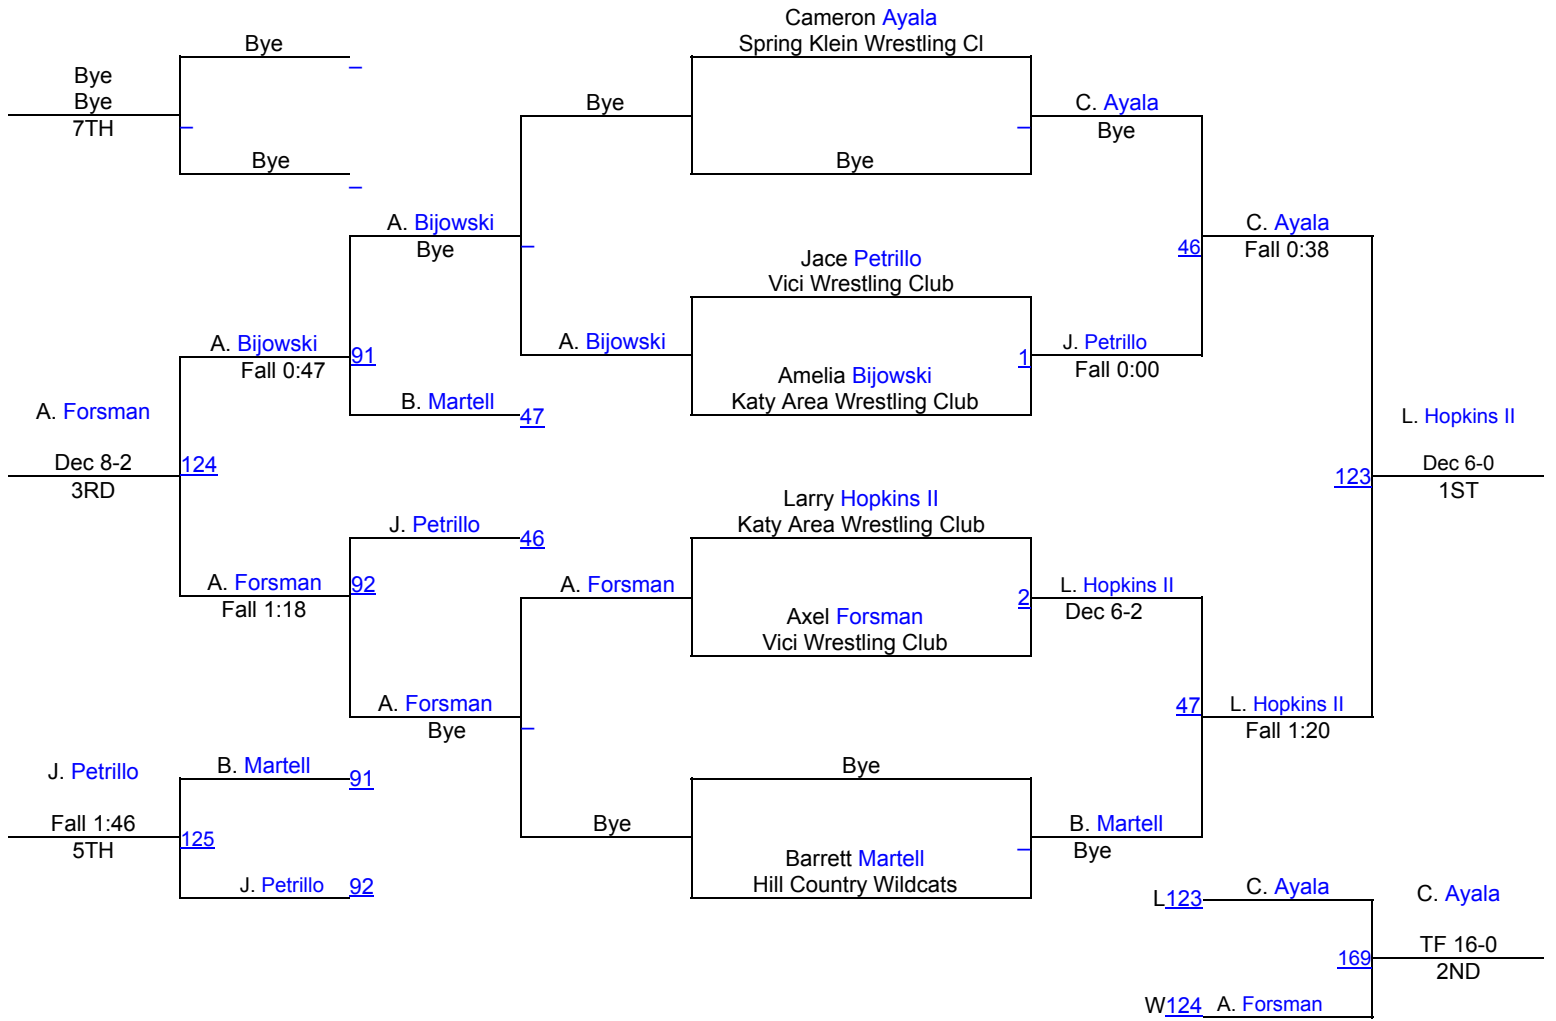 Cameron Ayala
Spring Klein Wrestling Cl
Bye
Bye
Bye
7TH
Bye
C. Ayala
Bye
Bye
Bye
A. Bijowski
Bye
C. Ayala
Fall 0:38
46
Jace Petrillo
Vici Wrestling Club
A. Bijowski
Fall 0:47
91
A. Bijowski
J. Petrillo
Fall 0:00
1
Amelia Bijowski
Katy Area Wrestling Club
B. Martell
47
A. Forsman
Dec 8-2
3RD
124
L. Hopkins II
Dec 6-0
1ST
123
Larry Hopkins II
Katy Area Wrestling Club
J. Petrillo
46
A. Forsman
Fall 1:18
92
A. Forsman
L. Hopkins II
Dec 6-2
2
Axel Forsman
Vici Wrestling Club
A. Forsman
Bye
47
L. Hopkins II
Fall 1:20
J. Petrillo
Fall 1:46
5TH
B. Martell
91
125
Bye
Bye
B. Martell
Bye
Barrett Martell
Hill Country Wildcats
J. Petrillo
92
L123
C. Ayala
C. Ayala
TF 16-0
2ND
169
W124
A. Forsman